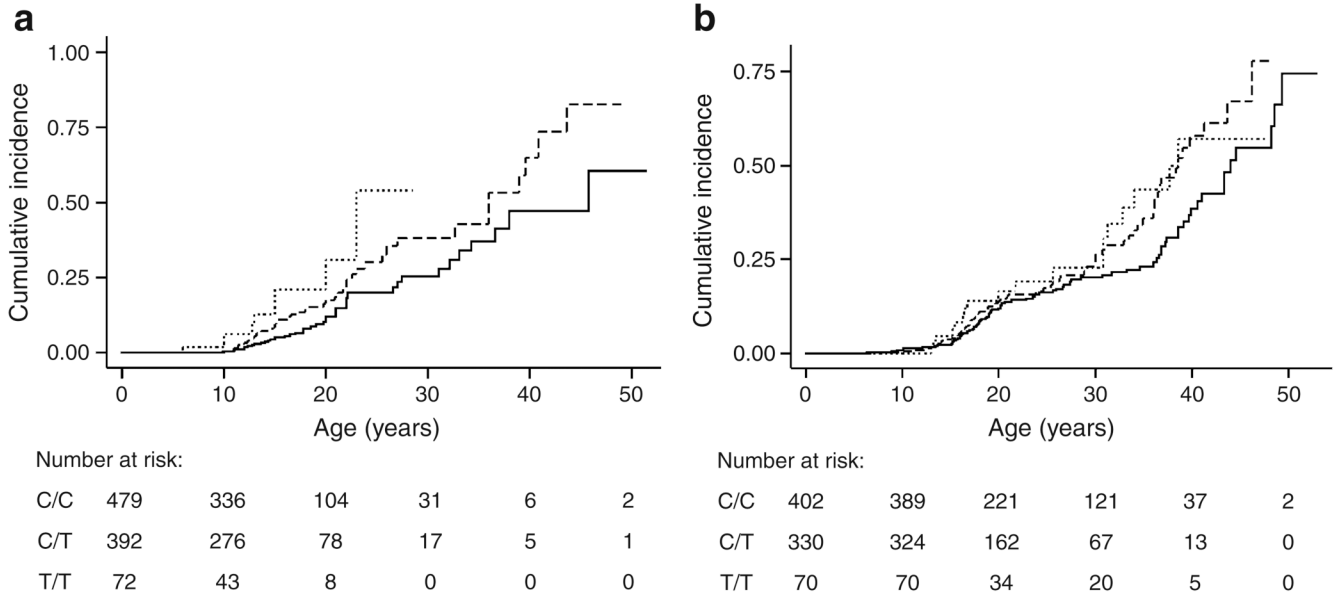 a
1.00
0.75
0.50
0.25
0.00
Cumulative incidence
0 10 20 30 40 50
Age (years)
Number at risk:
C/C 479 336 104 31 6 2
C/T 392 276 78 17 5 1
T/T 72 43 8 0 0 0
b
0.75
0.50
0.25
0.00
Cumulative incidence
0 10 20 30 40 50
Age (years)
Number at risk:
C/C 402 389 221 121 37 2
C/T 330 324 162 67 13 0
T/T 70 70 34 20 5 0